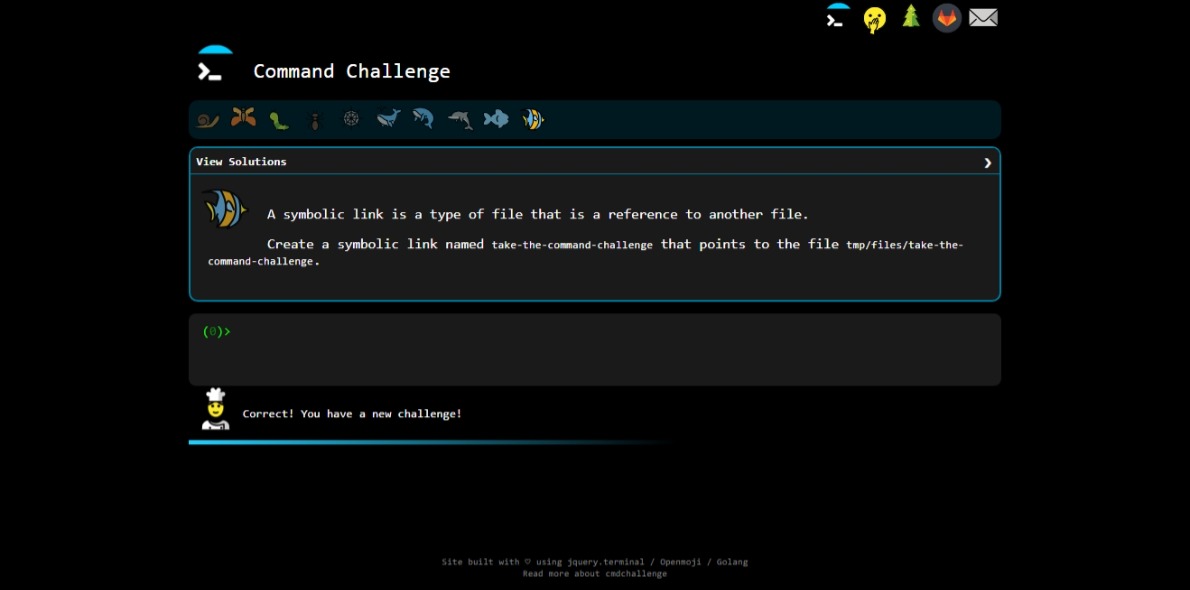 Command Challenge
View Solutions
A symbolic link is a type of file that is a reference to another file.
Create a symbolic link named take-the-command-challenge that points to the file tmp/files/take-the-
command-challenge.
(0)>
Correct! You have a new challenge!
Site built with ♡ using jquery.terminal / Openmoji / Golang
Read more about cmdchallenge